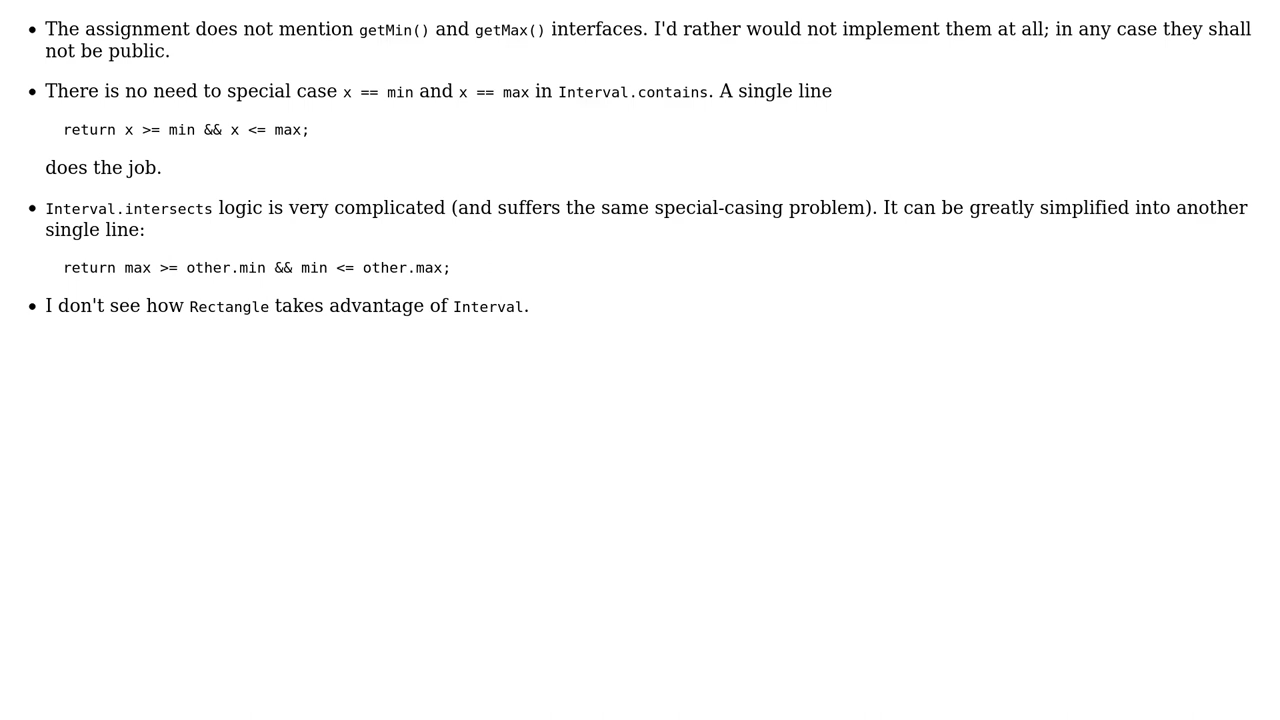 The assignment does not mention getMin() and getMax() interfaces. I'd rather would not implement them at all; in any case they shall
not be public.
There is no need to special case x == min and x == max in Interval.contains. A single line
return x >= min && x <= max;
does the job.
Interval.intersects logic is very complicated (and suffers the same special-casing problem). It can be greatly simplified into another
single line:
return max >= other.min && min <= other.max;
I don't see how Rectangle takes advantage of Interval.